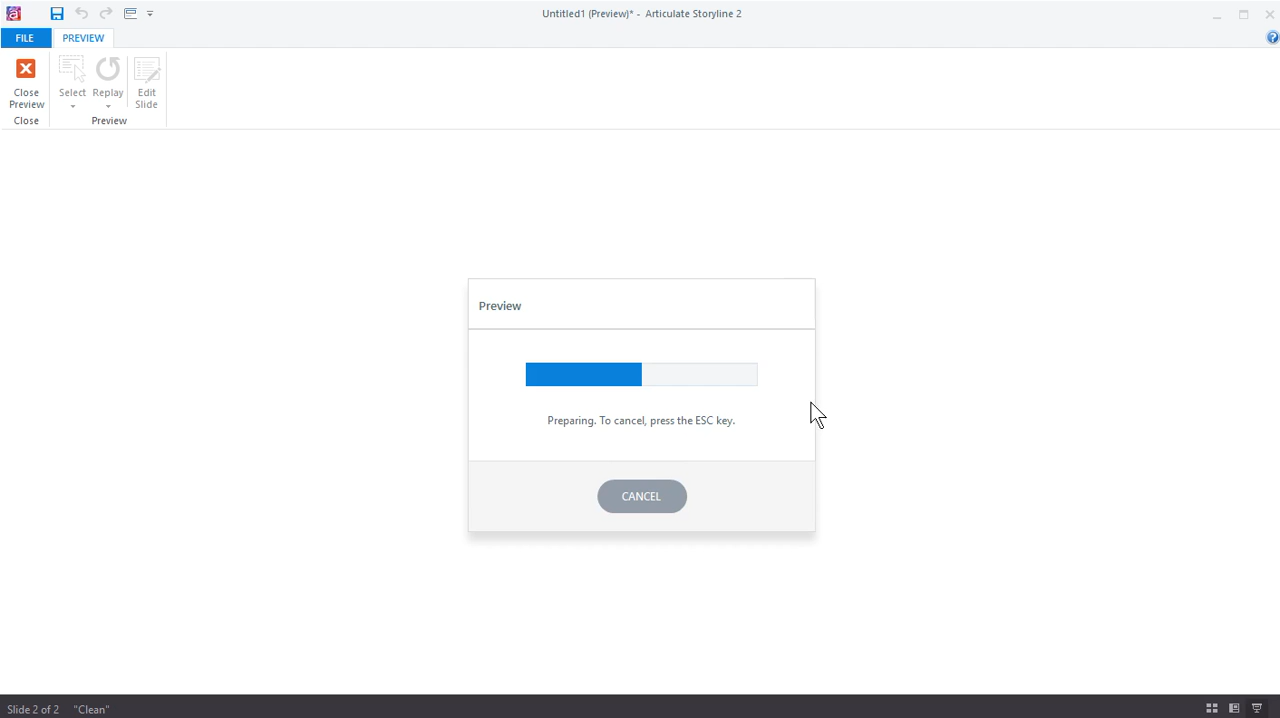 Untitled1 (Preview)* - Articulate Storyline 2
FILE
PREVIEW
Close Preview
Select
Replay
Edit Slide
Close
Preview
Preview
Preparing. To cancel, press the ESC key.
CANCEL
Slide 2 of 2 "Clean"